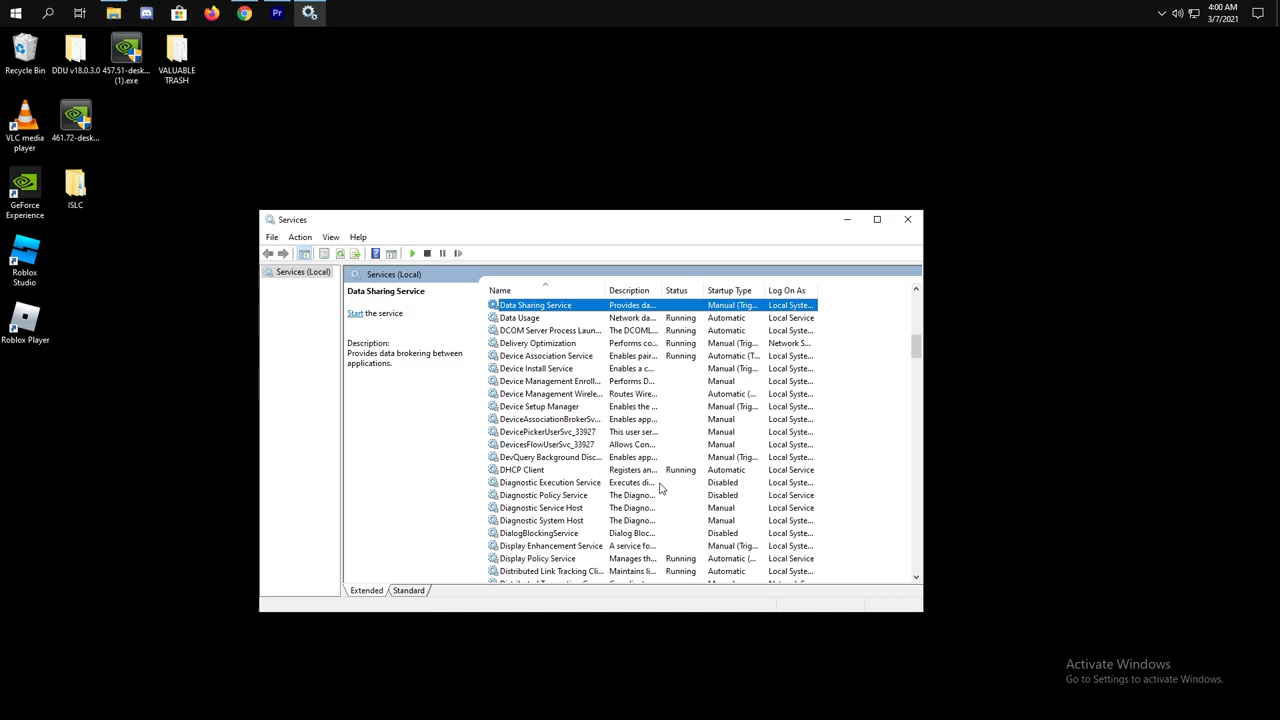 Pr
4:00 AM
3/7/2021
Recycle Bin
DDU v18.0.3.0
457.51-desk...
(1).exe
VALUABLE
TRASH
VLC media
player
461.72-desk...
GeForce
Experience
ISLC
Roblox
Studio
Roblox Player
Services
File Action View Help
Services (Local)
Services (Local)
Data Sharing Service
Start the service
Description:
Provides data brokering between
applications.
Name Description Status Startup Type Log On As
Data Sharing Service Provides da... Manual (Trig... Local Syste...
Data Usage Network da... Running Automatic Local Service
DCOM Server Process Laun... The DCOML... Running Automatic Local Syste...
Delivery Optimization Performs co... Running Manual (Trig... Network S...
Device Association Service Enables pair... Running Automatic (T... Local Syste...
Device Install Service Enables a c... Manual (Trig... Local Syste...
Device Management Enroll... Performs D... Manual Local Syste...
Device Management Wirele... Routes Wire... Automatic (... Local Syste...
Device Setup Manager Enables the ... Manual (Trig... Local Syste...
DeviceAssociationBrokerSv... Enables app... Manual Local Syste...
DevicePickerUserSvc_33927 This user ser... Manual Local Syste...
DevicesFlowUserSvc_33927 Allows Con... Manual Local Syste...
DevQuery Background Disc... Enables app... Manual (Trig... Local Syste...
DHCP Client Registers an... Running Automatic Local Service
Diagnostic Execution Service Executes di... Disabled Local Syste...
Diagnostic Policy Service The Diagno... Disabled Local Service
Diagnostic Service Host The Diagno... Manual Local Service
Diagnostic System Host The Diagno... Manual Local Syste...
DialogBlockingService Dialog Bloc... Disabled Local Syste...
Display Enhancement Service A service fo... Manual (Trig... Local Syste...
Display Policy Service Manages th... Running Automatic (... Local Service
Distributed Link Tracking Cli... Maintains li... Running Automatic Local Syste...
Extended Standard
Activate Windows
Go to Settings to activate Windows.